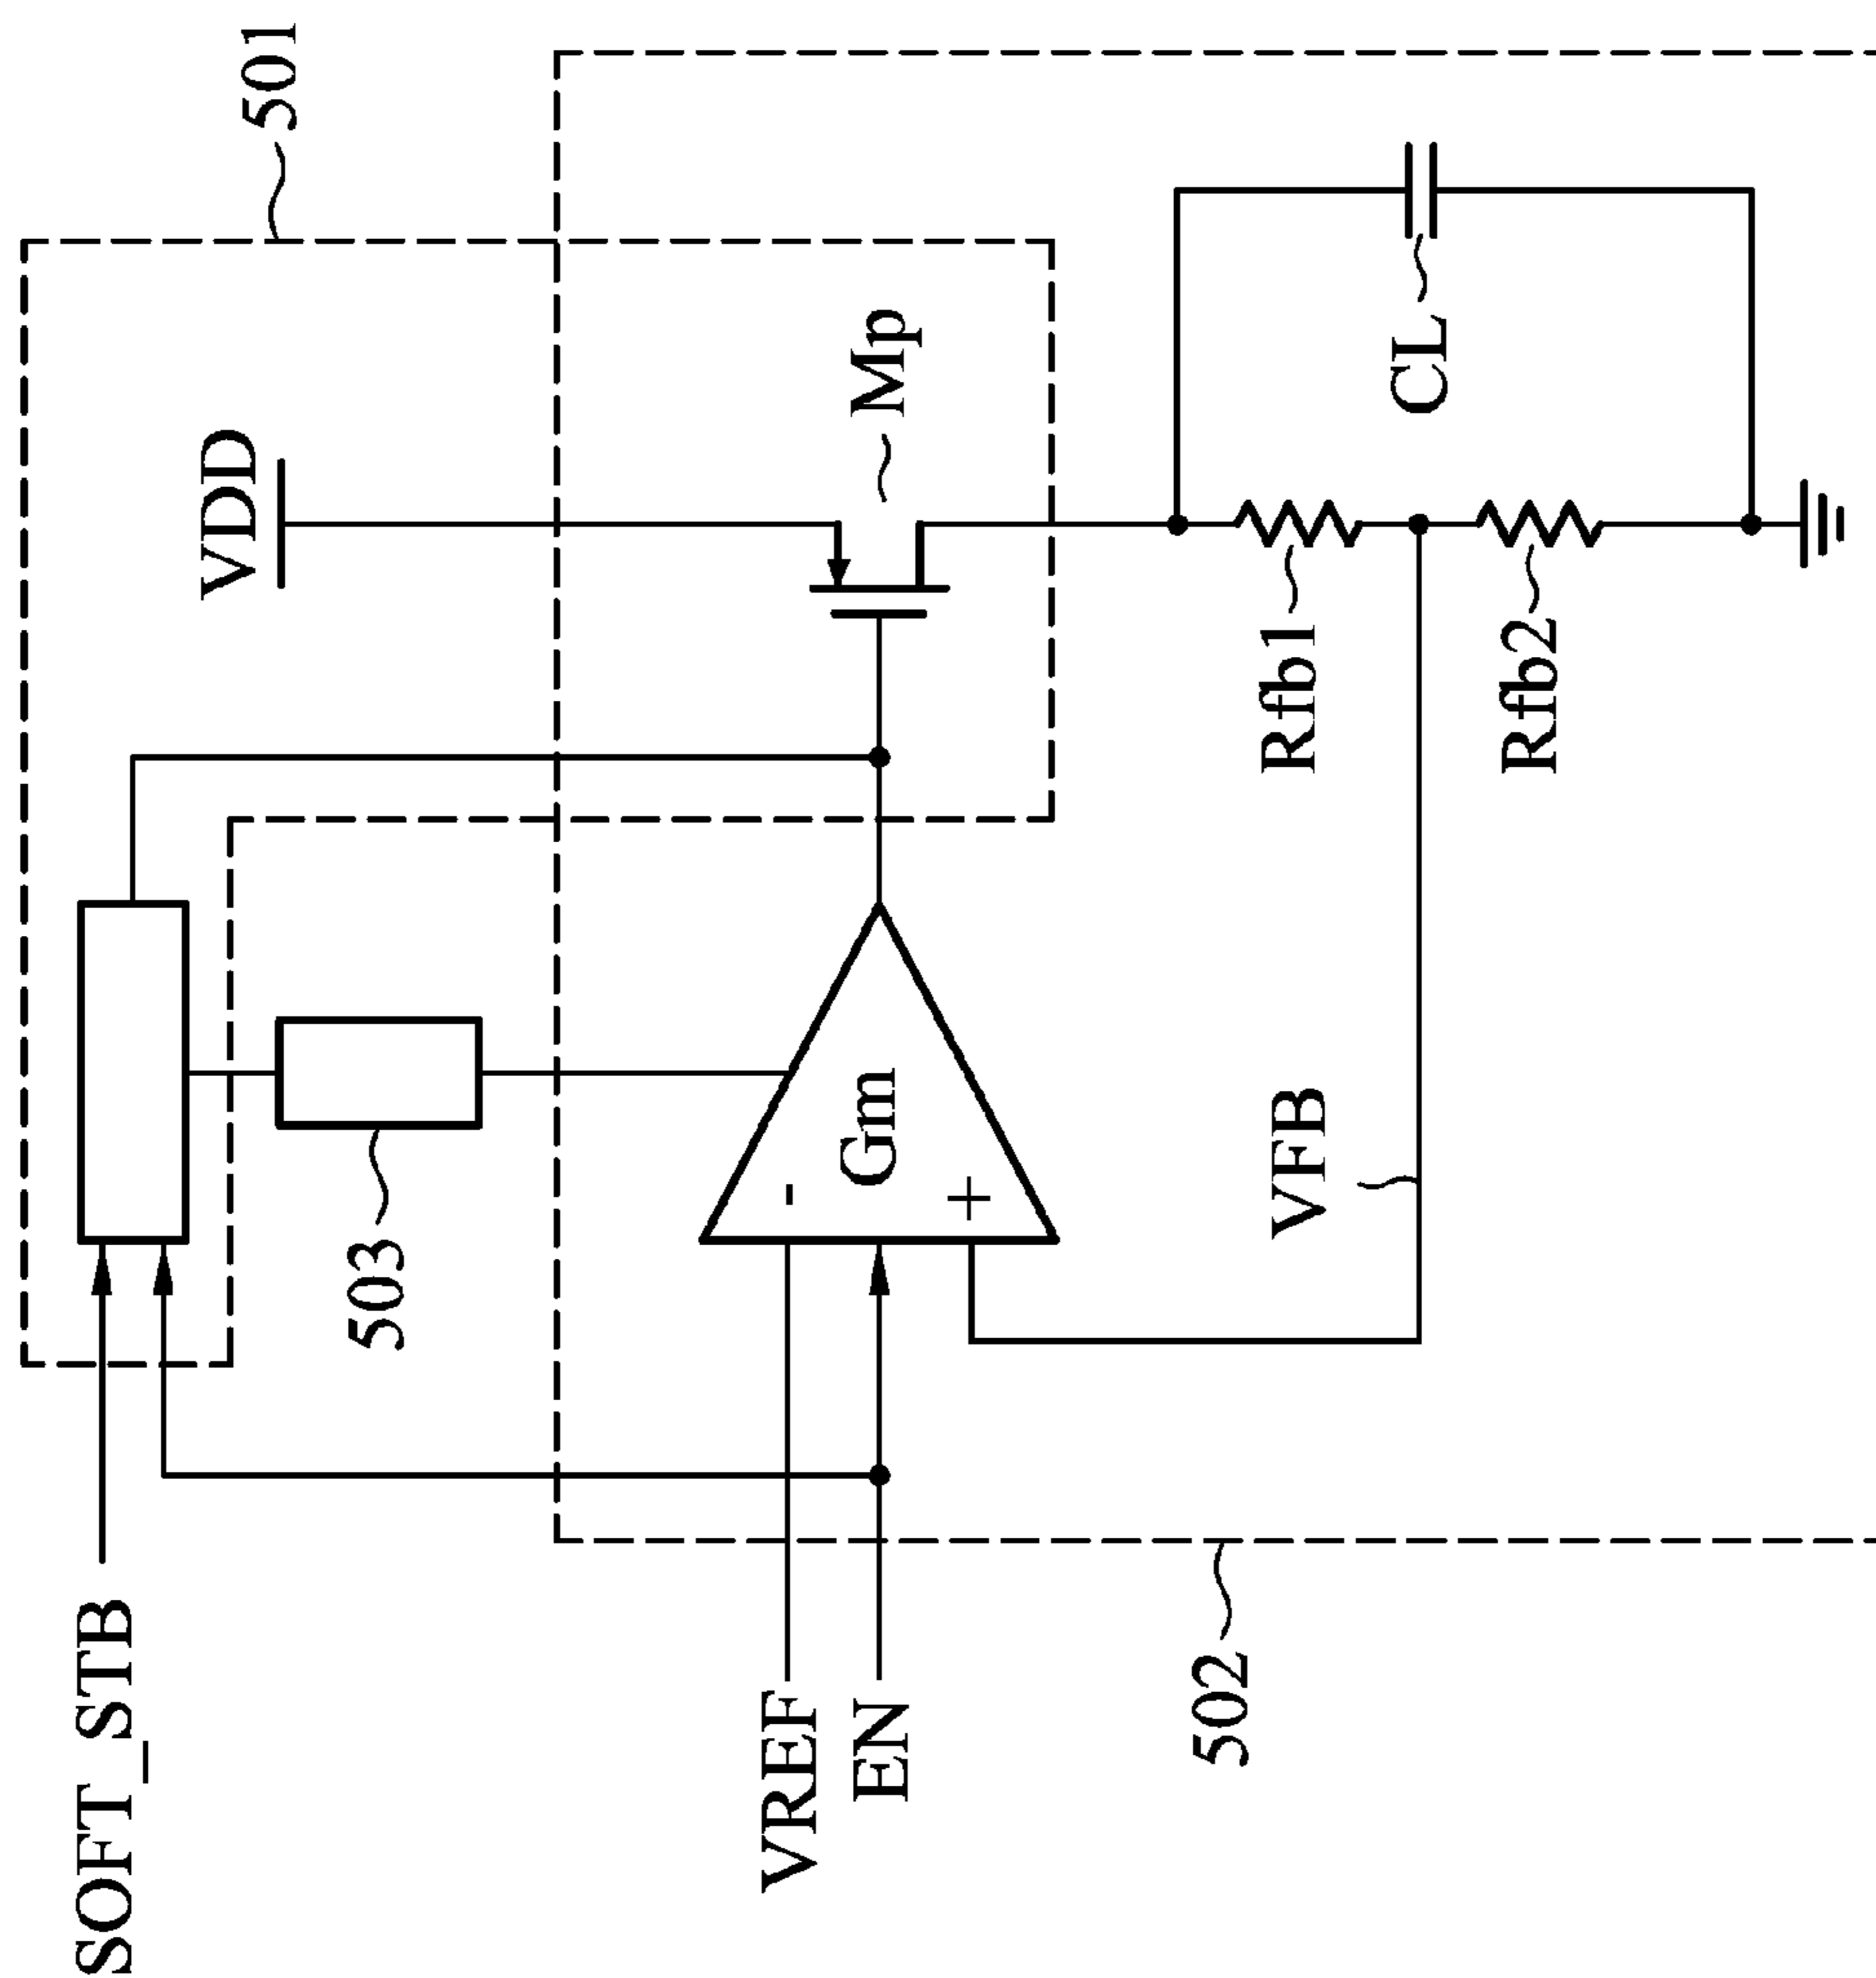 501
VDD
Mp
CL
Rfb1
Rfb2
503
-
Gm
+
VFB
SOFT_STB
VREF
EN
502